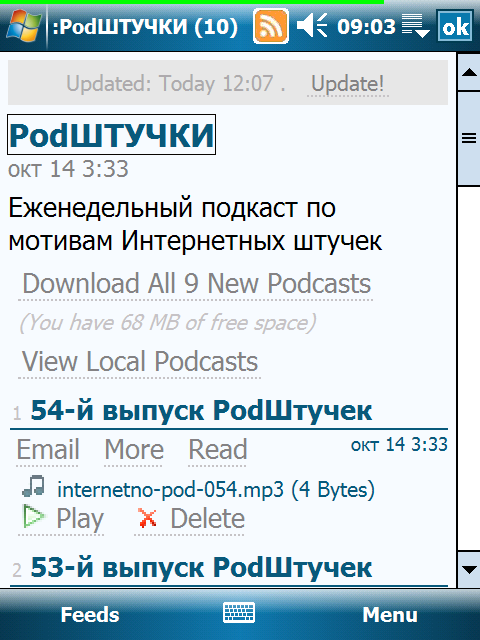 :PodШТУЧКИ (10) 09:03 ok
Updated: Today 12:07 . Update!
PodШТУЧКИ
окт 14 3:33
Еженедельный подкаст по
мотивам Интернетных штучек
Download All 9 New Podcasts
(You have 68 MB of free space)
View Local Podcasts
1 54-й выпуск PodШтучек
Email More Read окт 14 3:33
internetno-pod-054.mp3 (4 Bytes)
Play Delete
2 53-й выпуск PodШтучек
Feeds Menu